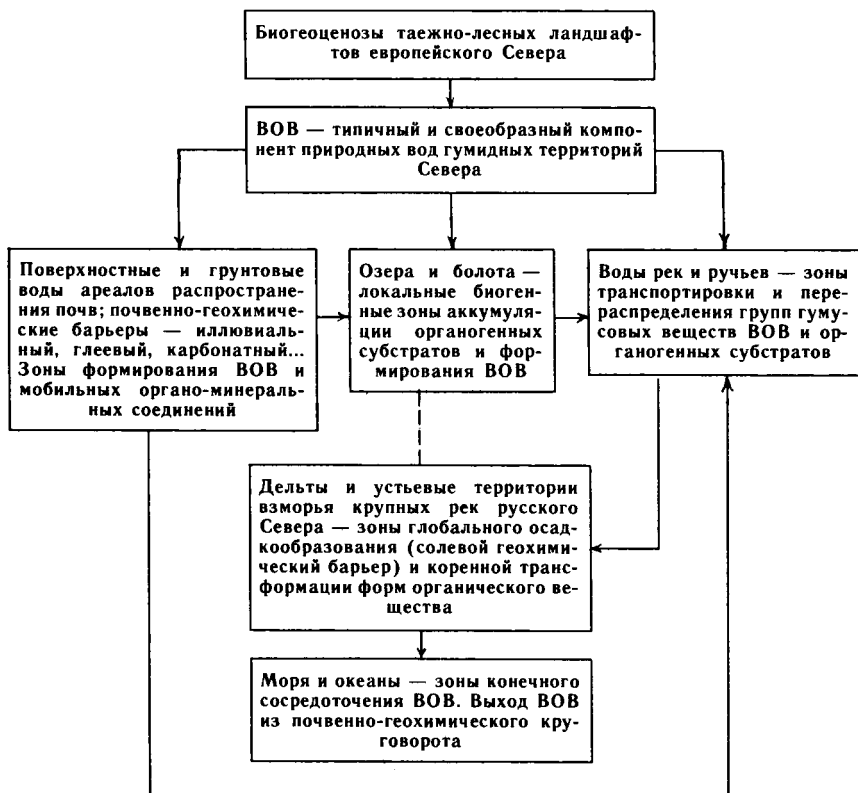 Биогеоценозы таежно-лесных ландшаф-
тов европейского Севера
ВОВ — типичный и своеобразный компо-
нент природных вод гумидных территорий
Севера
Поверхностные и грунтовые
воды ареалов распростране-
ния почв; почвенно-геохимиче-
ские барьеры — иллювиаль-
ный, глеевый, карбонатный...
Зоны формирования ВОВ и
мобильных органо-минераль-
ных соединений
Озера и болота —
локальные биоген-
ные зоны аккумуля-
ции органогенных
субстратов и фор-
мирования ВОВ
Воды рек и ручьев — зоны
транспортировки и пере-
распределения групп гуму-
совых веществ ВОВ и ор-
ганогенных субстратов
Дельты и устьевые территории
взморья крупных рек русского
Севера — зоны глобального осад-
кообразования (солевой геохими-
ческий барьер) и коренной транс-
формации форм органического ве-
щества
Моря и океаны — зоны конечного
сосредоточения ВОВ. Выход ВОВ
из почвенно-геохимического кру-
говорота